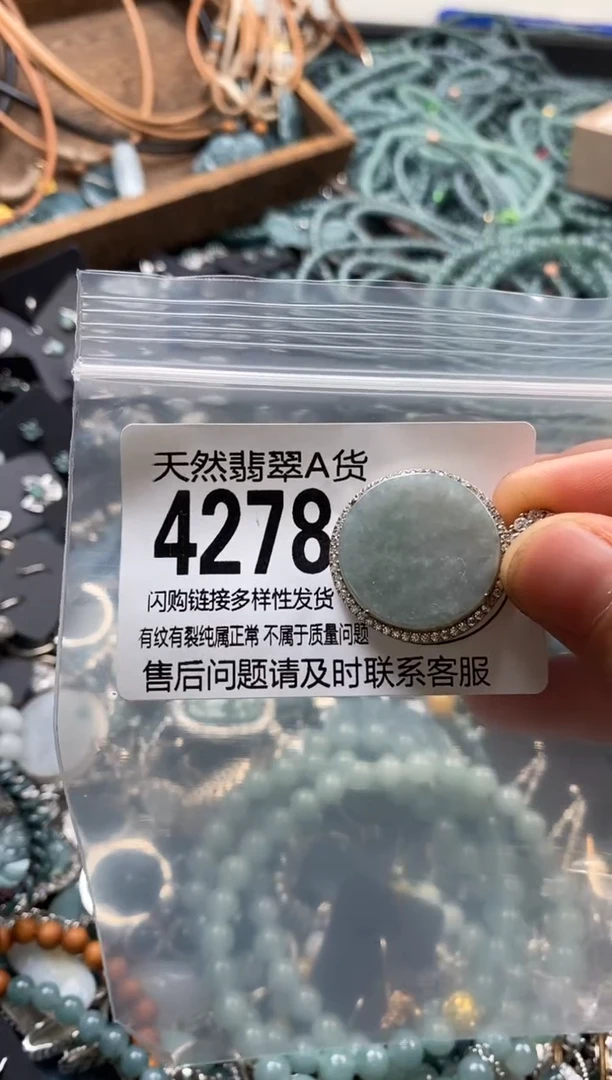 天然翡翠A货
4278
闪购链接多样性发货
有纹有裂纯属正常 不属于质量问题
售后问题请及时联系客服